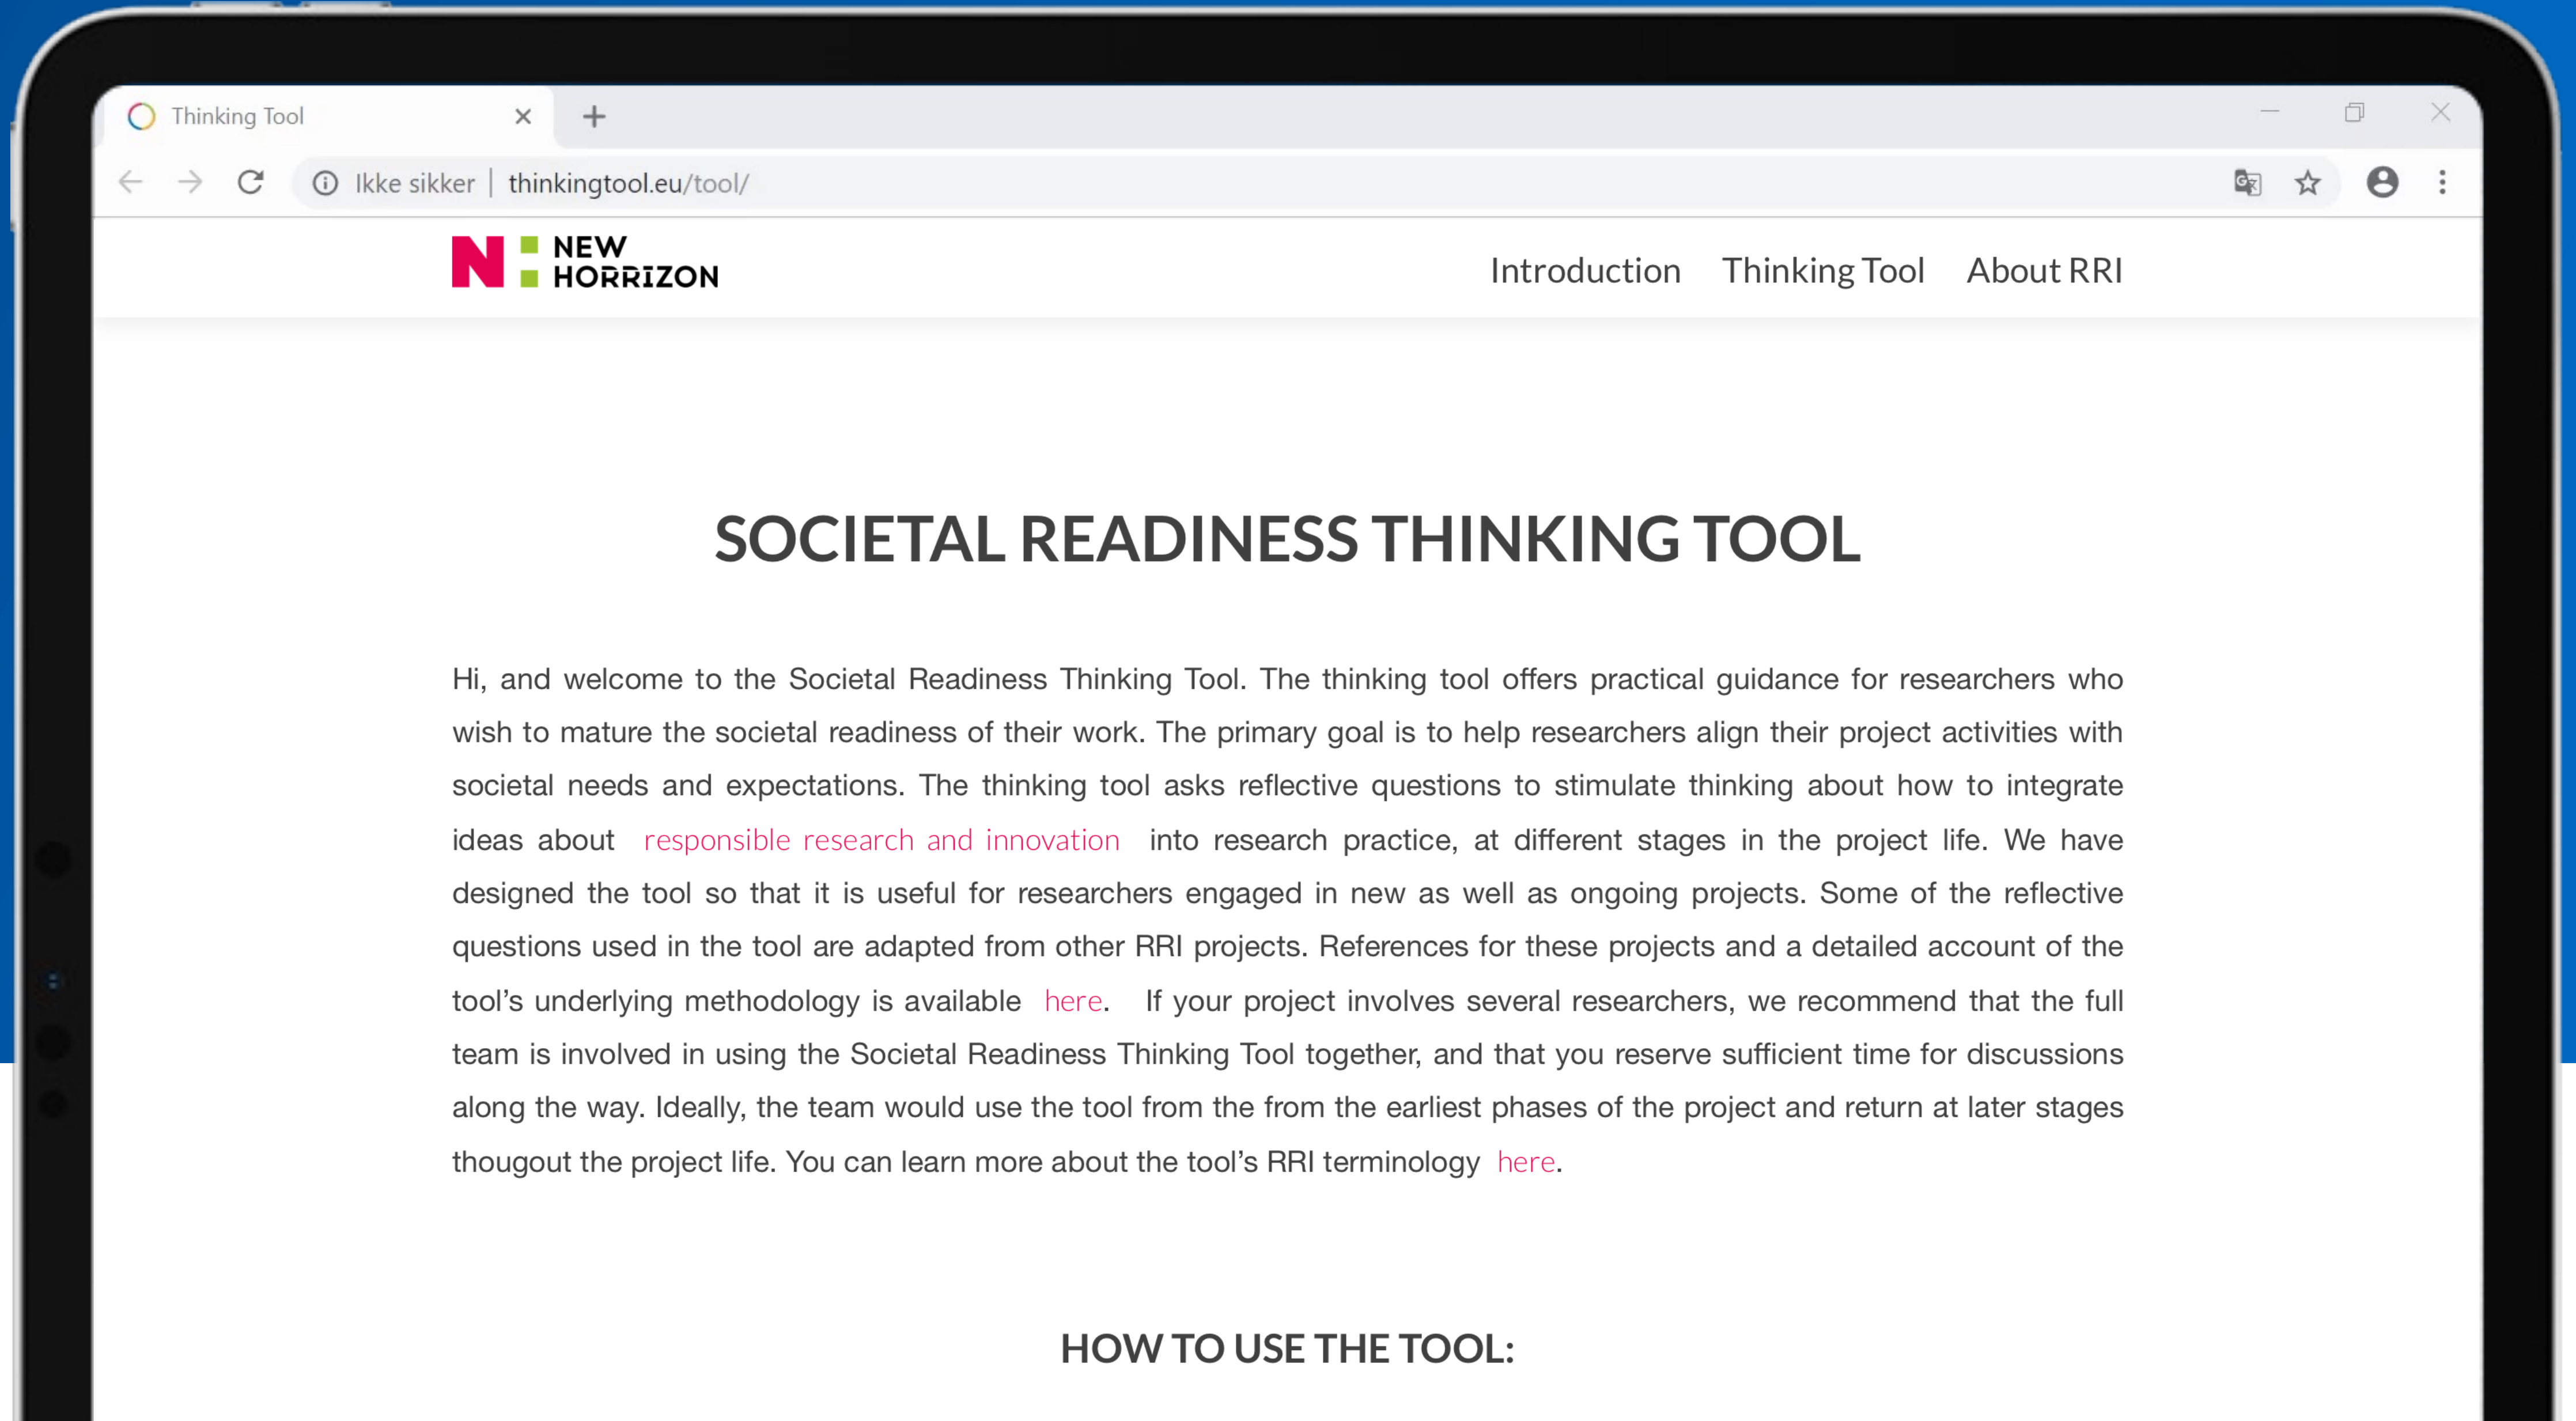 Thinking Tool
Ikke sikker | thinkingtool.eu/tool/
N: NEW
HORRIZON
Introduction Thinking Tool About RRI
SOCIETAL READINESS THINKING TOOL
Hi, and welcome to the Societal Readiness Thinking Tool. The thinking tool offers practical guidance for researchers who
wish to mature the societal readiness of their work. The primary goal is to help researchers align their project activities with
societal needs and expectations. The thinking tool asks reflective questions to stimulate thinking about how to integrate
ideas about responsible research and innovation into research practice, at different stages in the project life. We have
designed the tool so that it is useful for researchers engaged in new as well as ongoing projects. Some of the reflective
questions used in the tool are adapted from other RRI projects. References for these projects and a detailed account of the
tool’s underlying methodology is available here. If your project involves several researchers, we recommend that the full
team is involved in using the Societal Readiness Thinking Tool together, and that you reserve sufficient time for discussions
along the way. Ideally, the team would use the tool from the from the earliest phases of the project and return at later stages
thougout the project life. You can learn more about the tool’s RRI terminology here.
HOW TO USE THE TOOL: